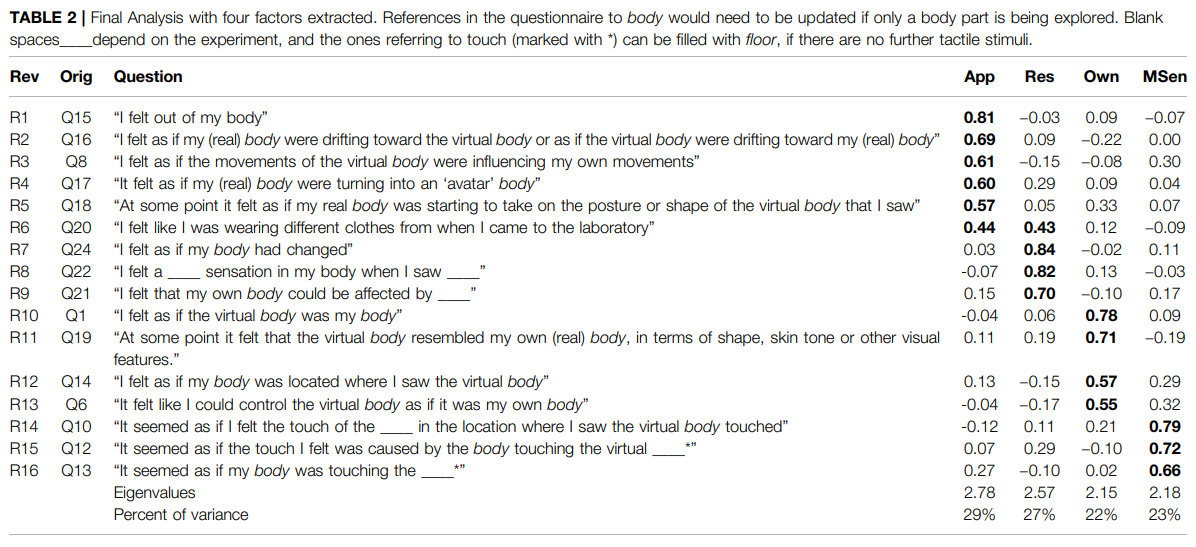 TABLE 2 | Final Analysis with four factors extracted. References in the questionnaire to body would need to be updated if only a body part is being explored. Blank
spaces____depend on the experiment, and the ones referring to touch (marked with *) can be filled with floor, if there are no further tactile stimuli.
Rev Orig Question App Res Own MSen
R1 Q15 “I felt out of my body” 0.81 −0.03 0.09 −0.07
R2 Q16 “I felt as if my (real) body were drifting toward the virtual body or as if the virtual body were drifting toward my (real) body” 0.69 0.09 −0.22 0.00
R3 Q8 “I felt as if the movements of the virtual body were influencing my own movements” 0.61 −0.15 −0.08 0.30
R4 Q17 “It felt as if my (real) body were turning into an ‘avatar’ body” 0.60 0.29 0.09 0.04
R5 Q18 “At some point it felt as if my real body was starting to take on the posture or shape of the virtual body that I saw” 0.57 0.05 0.33 0.07
R6 Q20 “I felt like I was wearing different clothes from when I came to the laboratory” 0.44 0.43 0.12 −0.09
R7 Q24 “I felt as if my body had changed” 0.03 0.84 −0.02 0.11
R8 Q22 “I felt a ____ sensation in my body when I saw ____” -0.07 0.82 0.13 −0.03
R9 Q21 “I felt that my own body could be affected by ____” 0.15 0.70 −0.10 0.17
R10 Q1 “I felt as if the virtual body was my body” -0.04 0.06 0.78 0.09
R11 Q19 “At some point it felt that the virtual body resembled my own (real) body, in terms of shape, skin tone or other visual 0.11 0.19 0.71 −0.19
features.”
R12 Q14 “I felt as if my body was located where I saw the virtual body” 0.13 −0.15 0.57 0.29
R13 Q6 “It felt like I could control the virtual body as if it was my own body” -0.04 −0.17 0.55 0.32
R14 Q10 “It seemed as if I felt the touch of the ____ in the location where I saw the virtual body touched” -0.12 0.11 0.21 0.79
R15 Q12 “It seemed as if the touch I felt was caused by the body touching the virtual ____*” 0.07 0.29 −0.10 0.72
R16 Q13 “It seemed as if my body was touching the ____*” 0.27 −0.10 0.02 0.66
Eigenvalues 2.78 2.57 2.15 2.18
Percent of variance 29% 27% 22% 23%